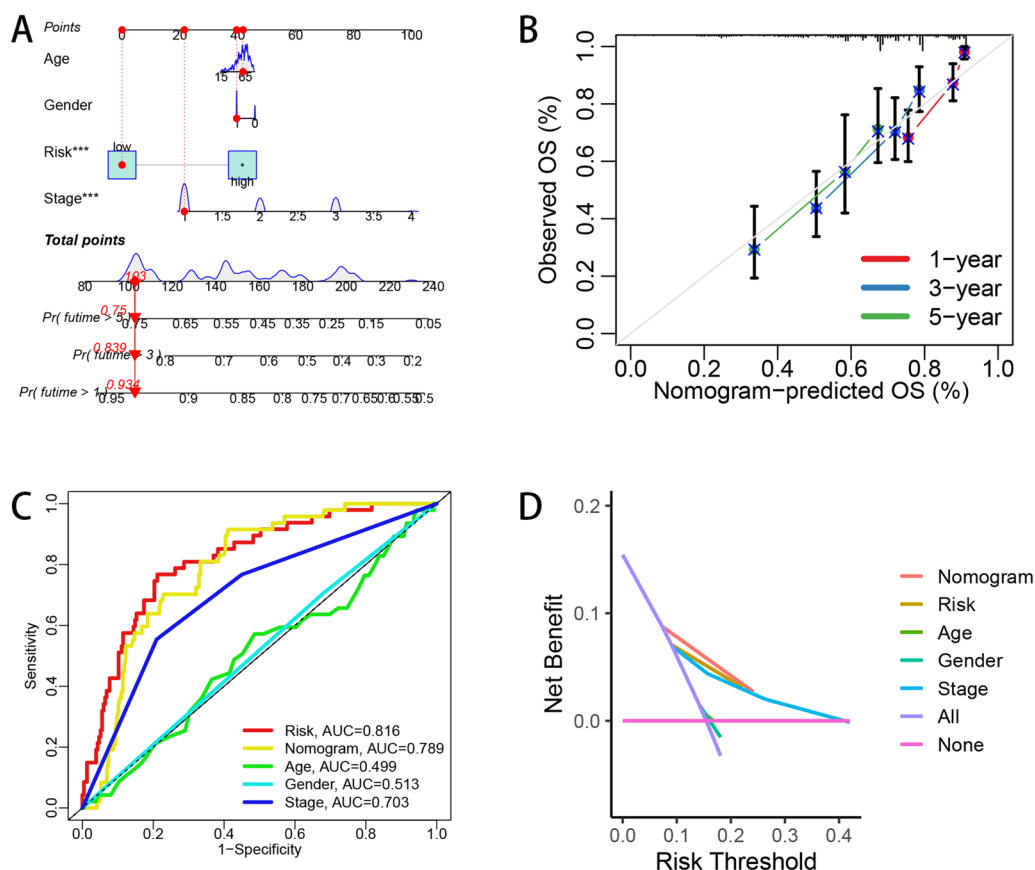 A
Points
0 20 40 60 80 100
Age
15 65
Gender
1 0
Risk***
low
high
Stage***
1 1.5 2 2.5 3 3.5 4
Total points
103
80 100 120 140 160 180 200 220 240
0.75
Pr( futime > 5 )
0.75 0.65 0.55 0.45 0.35 0.25 0.15 0.05
0.839
Pr( futime > 3 )
0.8 0.7 0.6 0.5 0.4 0.3 0.2
0.934
Pr( futime > 1 )
0.95 0.9 0.85 0.8 0.75 0.7 0.65 0.6 0.55 0.5
B
Observed OS (%)
1.0
0.8
0.6
0.4
0.2
0.0
1−year
3−year
5−year
0.0 0.2 0.4 0.6 0.8 1.0
Nomogram−predicted OS (%)
C
Sensitivity
1.0
0.8
0.6
0.4
0.2
0.0
Risk, AUC=0.816
Nomogram, AUC=0.789
Age, AUC=0.499
Gender, AUC=0.513
Stage, AUC=0.703
0.0 0.2 0.4 0.6 0.8 1.0
1−Specificity
D
Net Benefit
0.2
0.1
0.0
Nomogram
Risk
Age
Gender
Stage
All
None
0.0 0.1 0.2 0.3 0.4
Risk Threshold